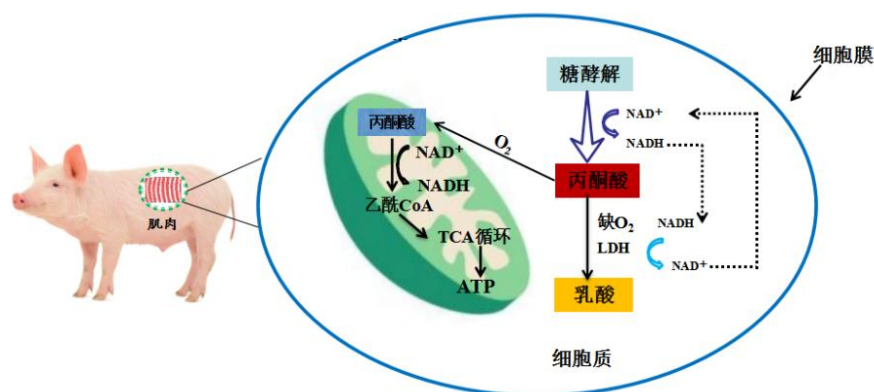 细胞膜
糖酵解
NAD⁺
NADH
丙酮酸
O₂
丙酮酸
NAD⁺
NADH
乙酰CoA
TCA循环
ATP
缺O₂
LDH
NADH
NAD⁺
乳酸
肌肉
细胞质